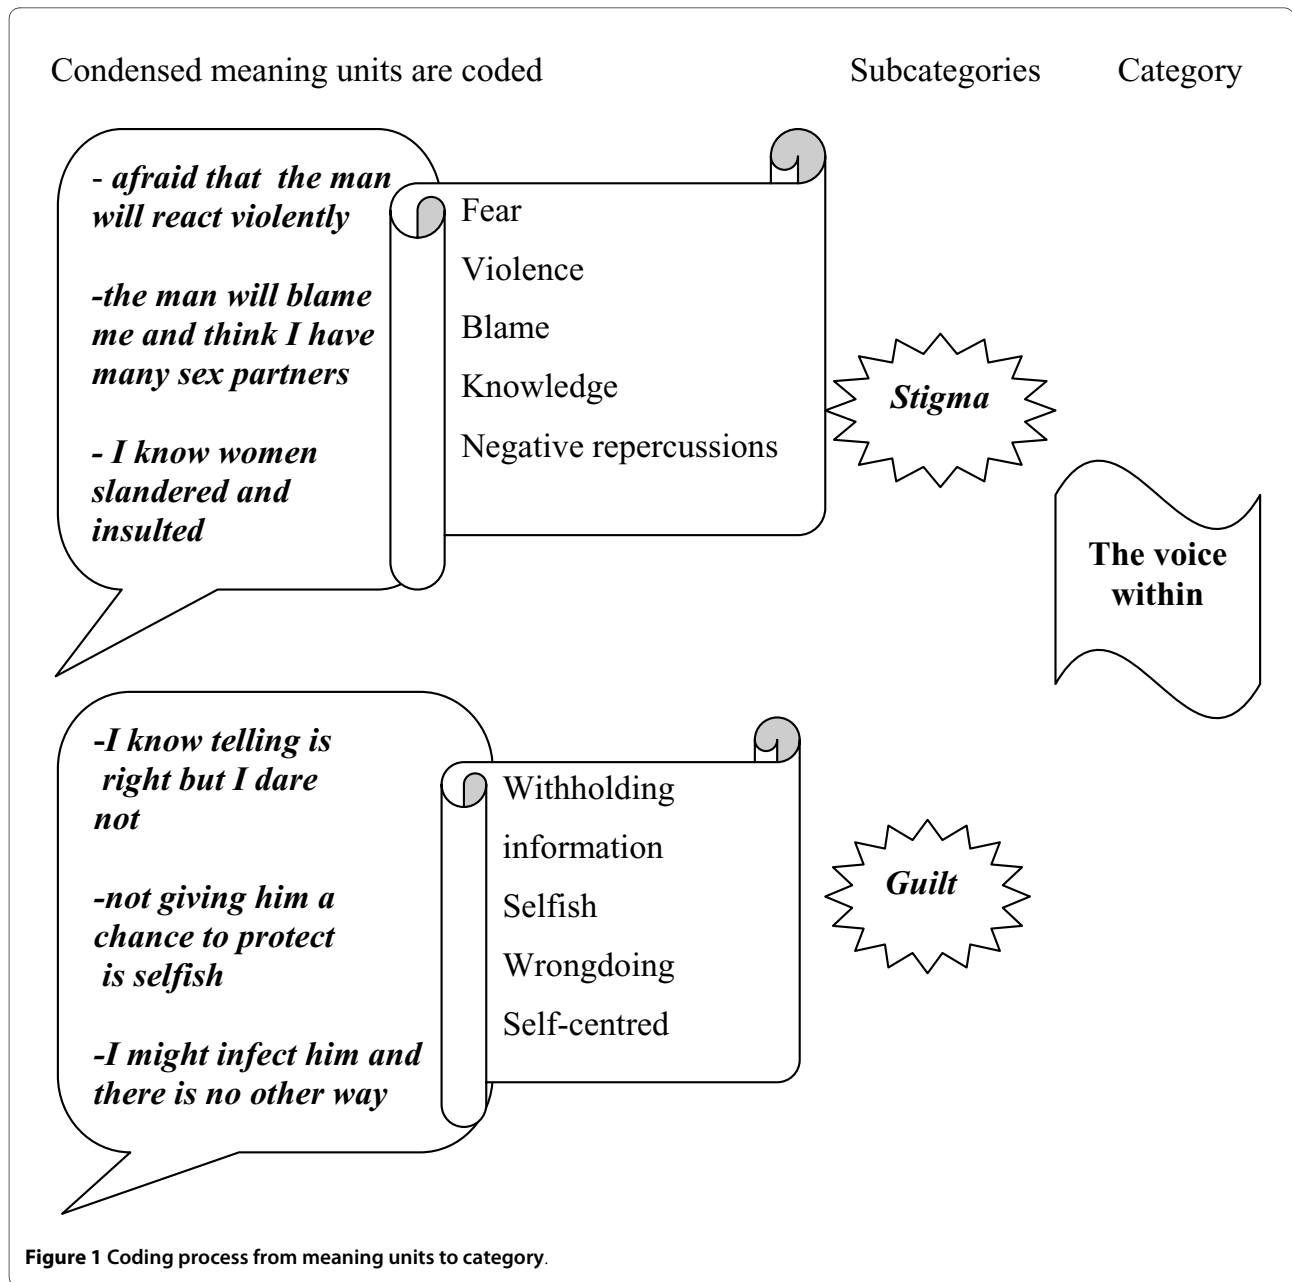 Condensed meaning units are coded
Subcategories
Category
- afraid that the man
will react violently
-the man will blame
me and think I have
many sex partners
- I know women
slandered and
insulted
Fear
Violence
Blame
Knowledge
Negative repercussions
Stigma
The voice
within
-I know telling is
right but I dare
not
-not giving him a
chance to protect
is selfish
-I might infect him and
there is no other way
Withholding
information
Selfish
Wrongdoing
Self-centred
Guilt
Figure 1 Coding process from meaning units to category.